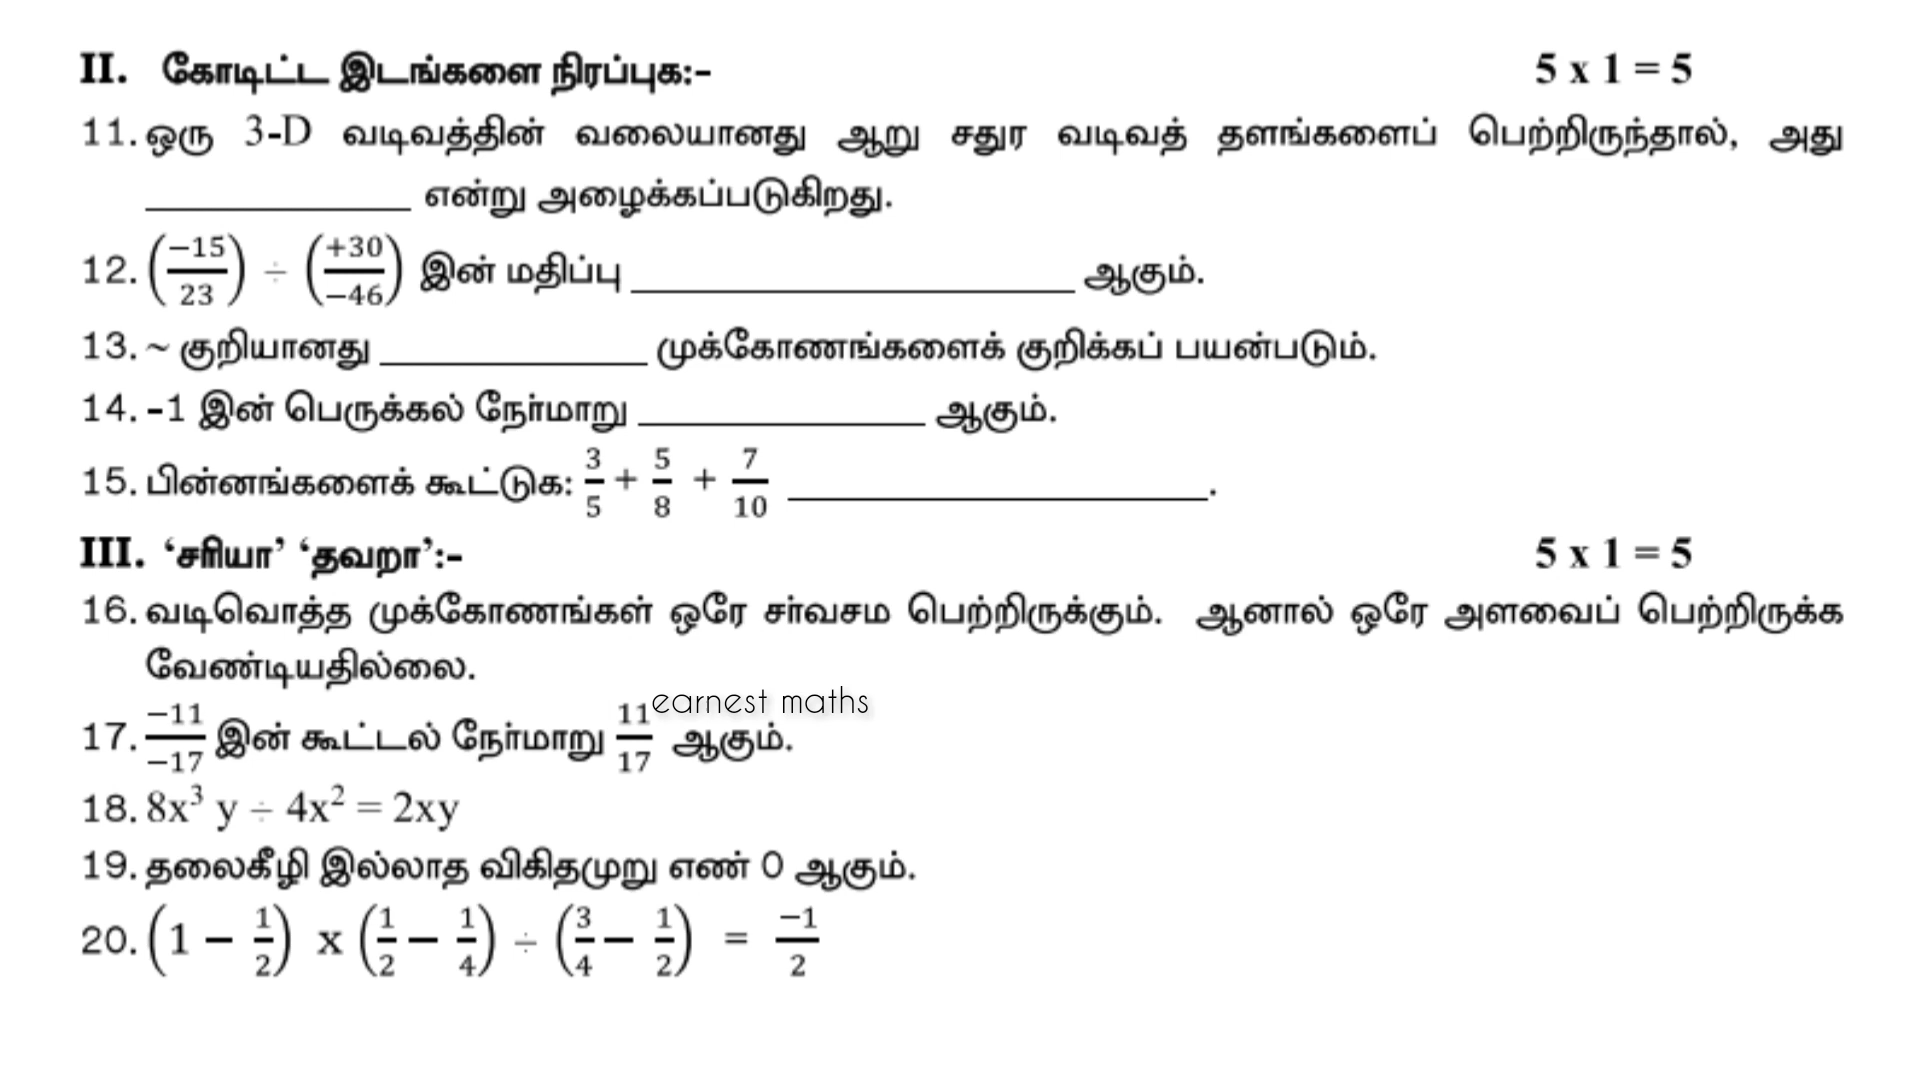 II. கோடிட்ட இடங்களை நிரப்புக:- 5 x 1 = 5
11. ஒரு 3-D வடிவத்தின் வலையானது ஆறு சதுர வடிவத் தளங்களைப் பெற்றிருந்தால், அது
____________ என்று அழைக்கப்படுகிறது.
12. (−15/23) ÷ (+30/−46) இன் மதிப்பு ____________________ ஆகும்.
13. ~ குறியானது ____________ முக்கோணங்களைக் குறிக்கப் பயன்படும்.
14. -1 இன் பெருக்கல் நேர்மாறு _____________ ஆகும்.
15. பின்னங்களைக் கூட்டுக: 3/5 + 5/8 + 7/10 ___________________.
III. ‘சரியா’ ‘தவறா’:- 5 x 1 = 5
16. வடிவொத்த முக்கோணங்கள் ஒரே சர்வசம பெற்றிருக்கும். ஆனால் ஒரே அளவைப் பெற்றிருக்க
வேண்டியதில்லை.
earnest maths
17. −11/−17 இன் கூட்டல் நேர்மாறு 11/17 ஆகும்.
18. 8x³ y ÷ 4x² = 2xy
19. தலைகீழி இல்லாத விகிதமுறு எண் 0 ஆகும்.
20. (1 − 1/2) x (1/2 − 1/4) ÷ (3/4 − 1/2) = −1/2